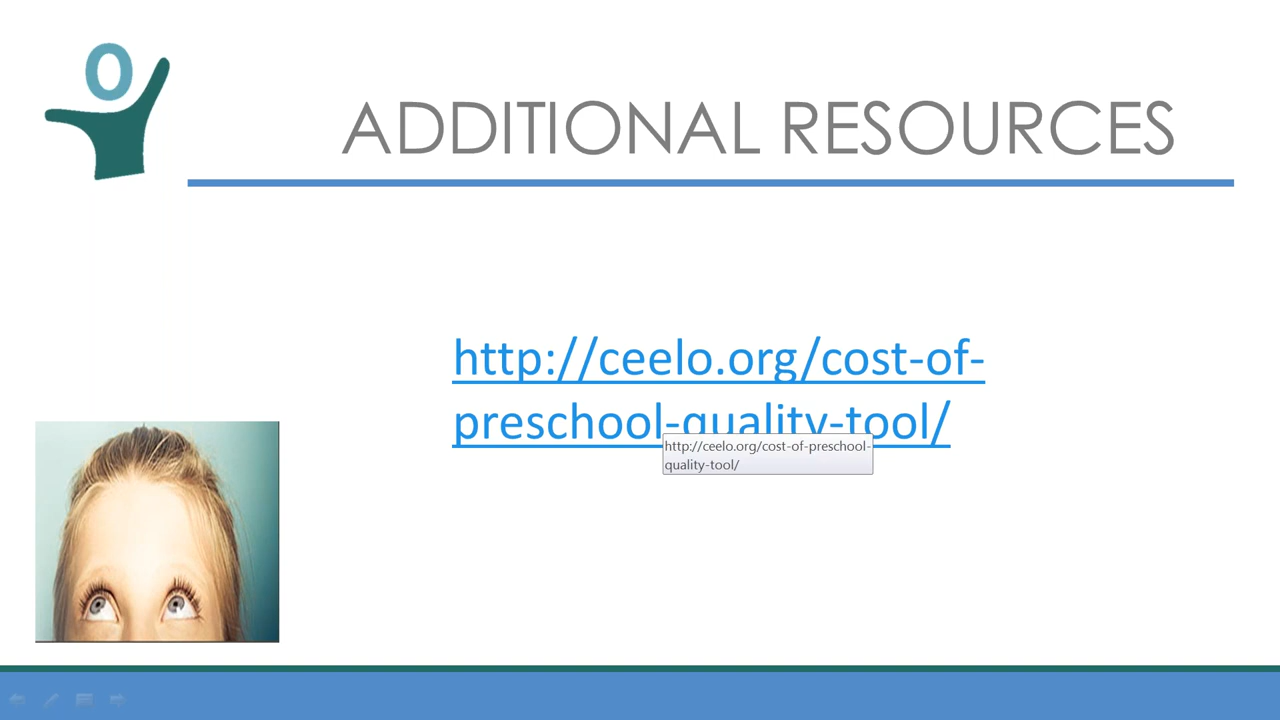 ADDITIONAL RESOURCES
http://ceelo.org/cost-of-
preschool-quality-tool/
http://ceelo.org/cost-of-preschool-
quality-tool/